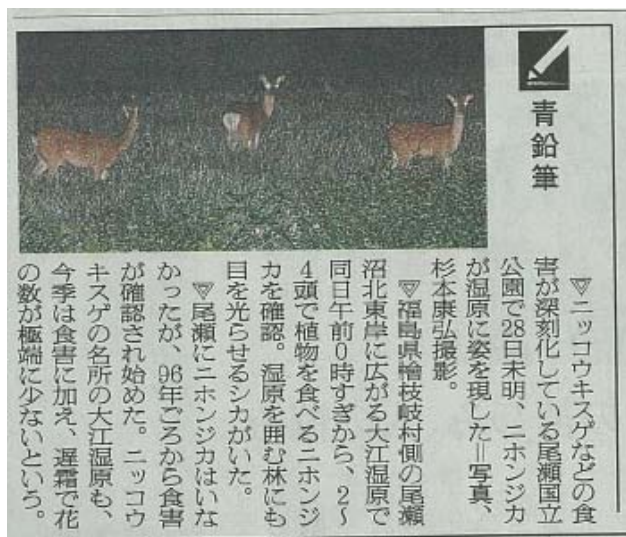 青鉛筆
▽ニッコウキスゲなどの食
害が深刻化している尾瀬国立
公園で28日未明、ニホンジカ
が湿原に姿を現した＝写真、
杉本康弘撮影。
▽福島県檜枝岐村側の尾瀬
沼北東岸に広がる大江湿原で
同日午前0時すぎから、2〜
4頭で植物を食べるニホンジ
カを確認。湿原を囲む林にも
目を光らせるシカがいた。
▽尾瀬にニホンジカはいな
かったが、96年ごろから食害
が確認され始めた。ニッコウ
キスゲの名所の大江湿原も、
今季は食害に加え、遅霜で花
の数が極端に少ないという。